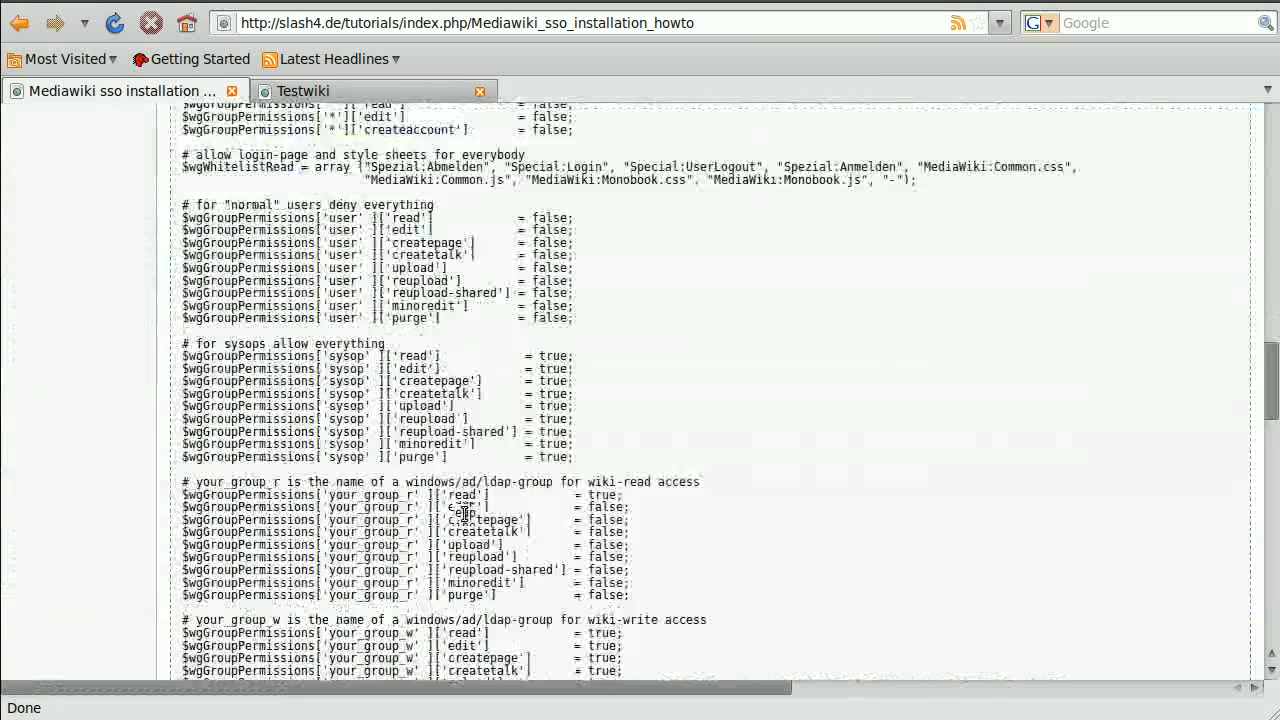 http://slash4.de/tutorials/index.php/Mediawiki_sso_installation_howto
Google
Most Visited
Getting Started
Latest Headlines
Mediawiki sso installation ...
Testwiki
$wgGroupPermissions['*']['read'] = false;
$wgGroupPermissions['*']['edit'] = false;
$wgGroupPermissions['*']['createaccount'] = false;
# allow login-page and style sheets for everybody
$wgWhitelistRead = array ("Spezial:Abmelden", "Special:Login", "Special:UserLogout", "Spezial:Anmelden", "MediaWiki:Common.css",
"MediaWiki:Common.js", "MediaWiki:Monobook.css", "MediaWiki:Monobook.js", "-");
# for "normal" users deny everything
$wgGroupPermissions['user' ]['read'] = false;
$wgGroupPermissions['user' ]['edit'] = false;
$wgGroupPermissions['user' ]['createpage'] = false;
$wgGroupPermissions['user' ]['createtalk'] = false;
$wgGroupPermissions['user' ]['upload'] = false;
$wgGroupPermissions['user' ]['reupload'] = false;
$wgGroupPermissions['user' ]['reupload-shared'] = false;
$wgGroupPermissions['user' ]['minoredit'] = false;
$wgGroupPermissions['user' ]['purge'] = false;
# for sysops allow everything
$wgGroupPermissions['sysop' ]['read'] = true;
$wgGroupPermissions['sysop' ]['edit'] = true;
$wgGroupPermissions['sysop' ]['createpage'] = true;
$wgGroupPermissions['sysop' ]['createtalk'] = true;
$wgGroupPermissions['sysop' ]['upload'] = true;
$wgGroupPermissions['sysop' ]['reupload'] = true;
$wgGroupPermissions['sysop' ]['reupload-shared'] = true;
$wgGroupPermissions['sysop' ]['minoredit'] = true;
$wgGroupPermissions['sysop' ]['purge'] = true;
# your_group_r is the name of a windows/ad/ldap-group for wiki-read access
$wgGroupPermissions['your_group_r' ]['read'] = true;
$wgGroupPermissions['your_group_r' ]['edit'] = false;
$wgGroupPermissions['your_group_r' ]['createpage'] = false;
$wgGroupPermissions['your_group_r' ]['createtalk'] = false;
$wgGroupPermissions['your_group_r' ]['upload'] = false;
$wgGroupPermissions['your_group_r' ]['reupload'] = false;
$wgGroupPermissions['your_group_r' ]['reupload-shared'] = false;
$wgGroupPermissions['your_group_r' ]['minoredit'] = false;
$wgGroupPermissions['your_group_r' ]['purge'] = false;
# your_group_w is the name of a windows/ad/ldap-group for wiki-write access
$wgGroupPermissions['your_group_w' ]['read'] = true;
$wgGroupPermissions['your_group_w' ]['edit'] = true;
$wgGroupPermissions['your_group_w' ]['createpage'] = true;
$wgGroupPermissions['your_group_w' ]['createtalk'] = true;
Done